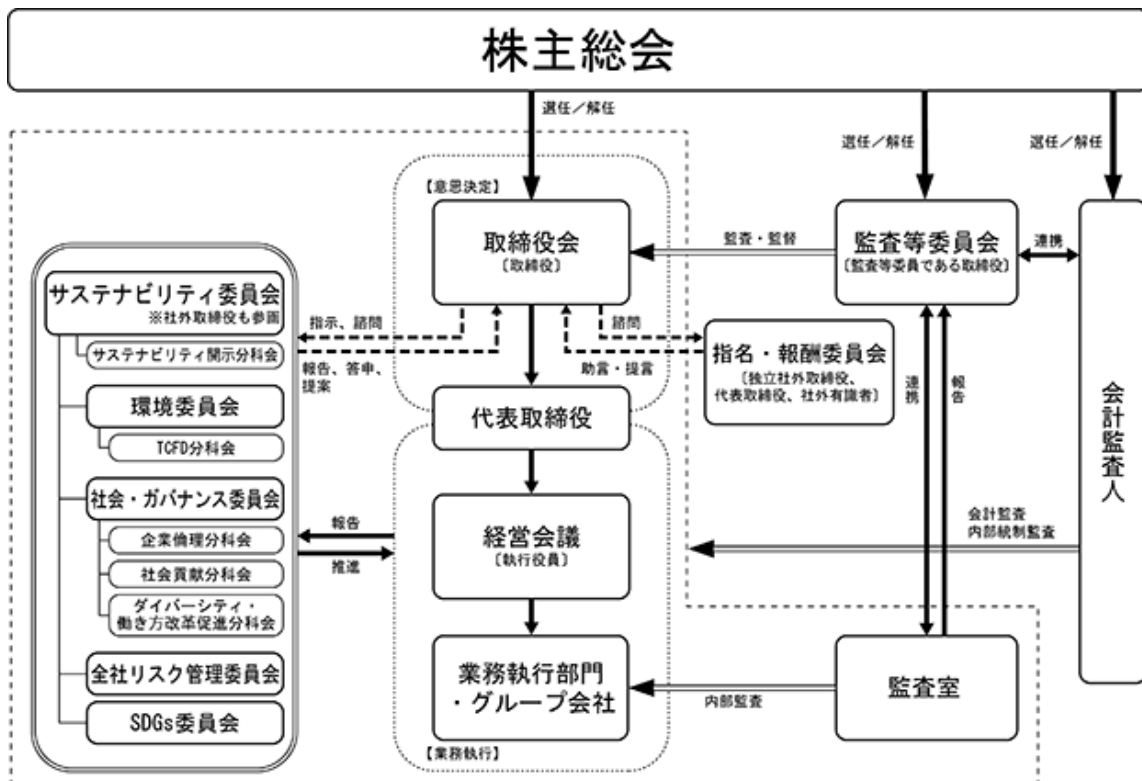 株主総会
選任／解任
選任／解任
選任／解任
【意思決定】
取締役会
〔取締役〕
監査・監督
監査等委員会
〔監査等委員である取締役〕
連携
会計監査人
サステナビリティ委員会
※社外取締役も参画
サステナビリティ開示分科会
環境委員会
TCFD分科会
社会・ガバナンス委員会
企業倫理分科会
社会貢献分科会
ダイバーシティ・
働き方改革促進分科会
全社リスク管理委員会
SDGs委員会
指示、諮問
報告、答申、
提案
諮問
助言・提言
指名・報酬委員会
〔独立社外取締役、
代表取締役、社外有識者〕
連携
報告
代表取締役
報告
推進
経営会議
〔執行役員〕
会計監査
内部統制監査
業務執行部門
・グループ会社
内部監査
監査室
【業務執行】